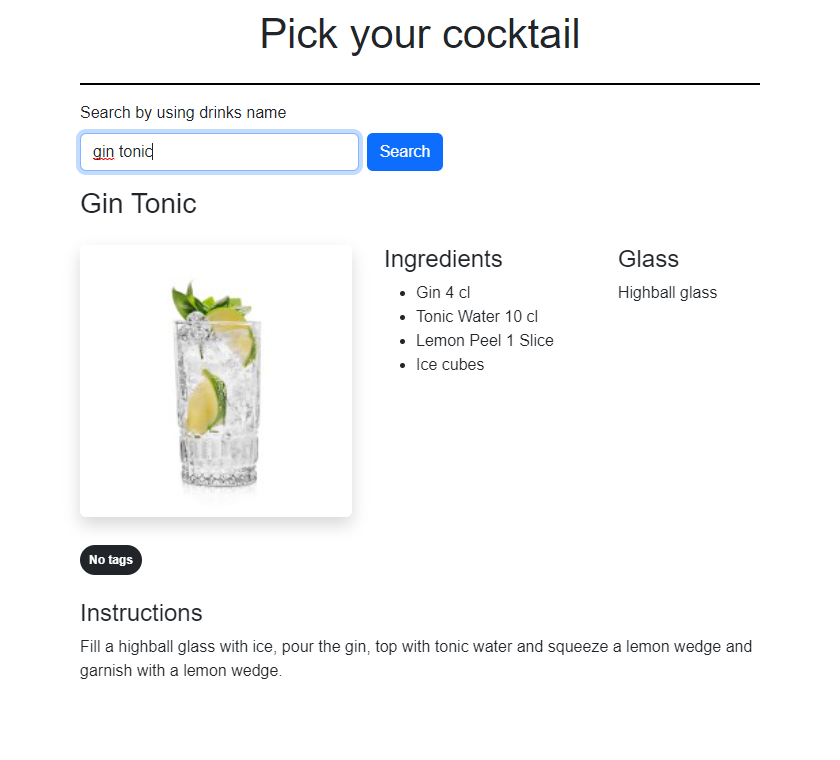 Pick your cocktail
Search by using drinks name
gin tonic
Search
Gin Tonic
Ingredients
Gin 4 cl
Tonic Water 10 cl
Lemon Peel 1 Slice
Ice cubes
Glass
Highball glass
No tags
Instructions
Fill a highball glass with ice, pour the gin, top with tonic water and squeeze a lemon wedge and
garnish with a lemon wedge.